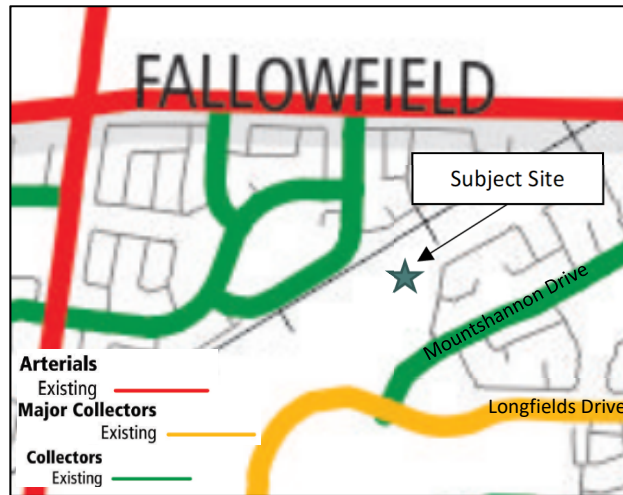 FALLOWFIELD
Subject Site
Mountshannon Drive
Longfields Drive
Arterials
Existing
Major Collectors
Existing
Collectors
Existing